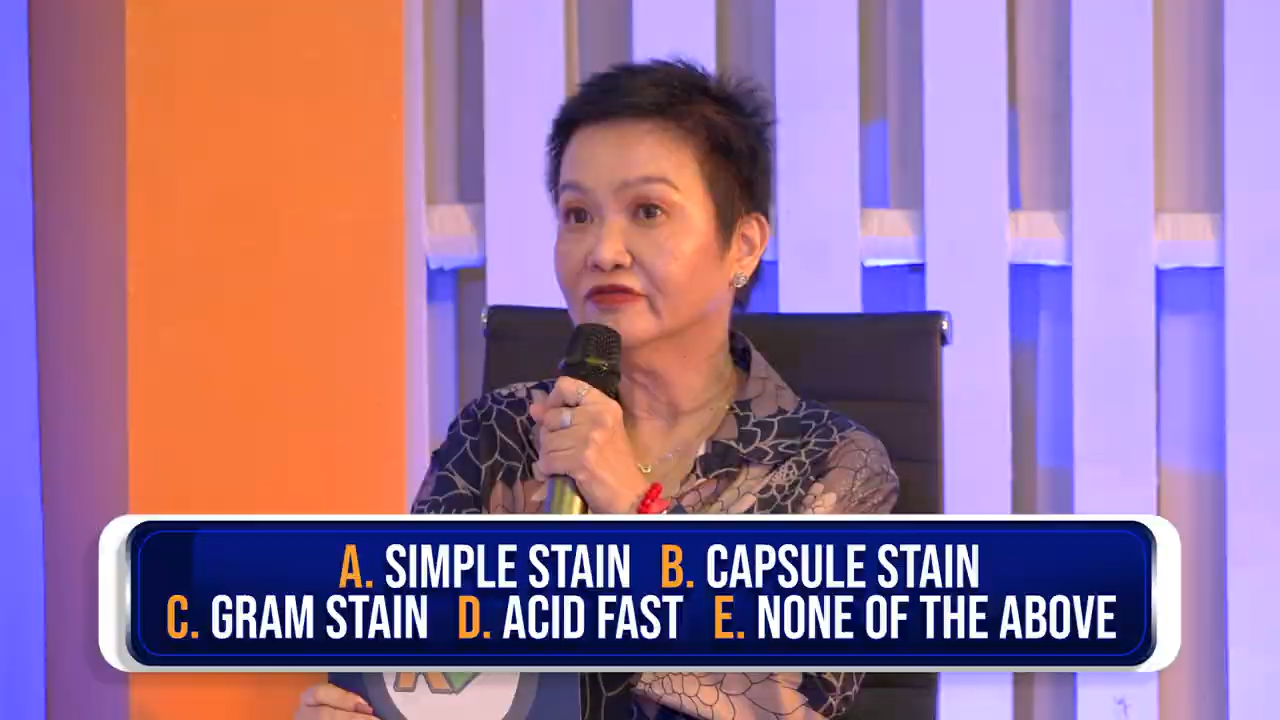 A. SIMPLE STAIN B. CAPSULE STAIN
C. GRAM STAIN D. ACID FAST E. NONE OF THE ABOVE